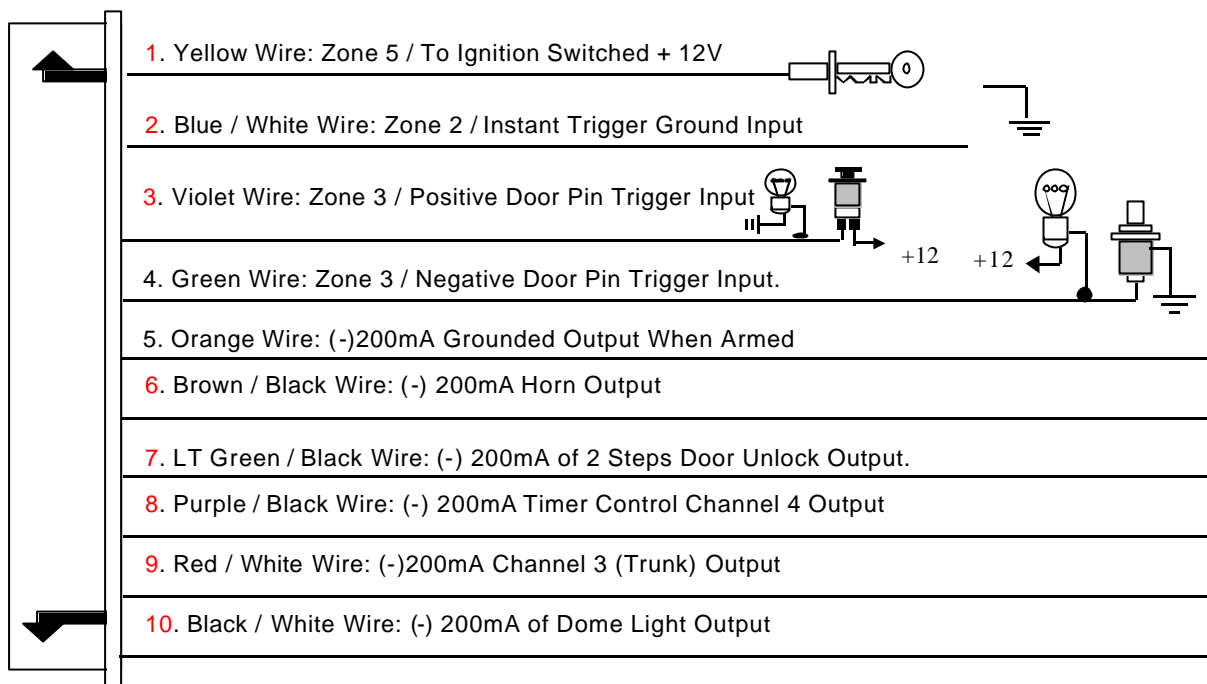 1. Yellow Wire: Zone 5 / To Ignition Switched + 12V
2. Blue / White Wire: Zone 2 / Instant Trigger Ground Input
3. Violet Wire: Zone 3 / Positive Door Pin Trigger Input
+12
+12
4. Green Wire: Zone 3 / Negative Door Pin Trigger Input.
5. Orange Wire: (-)200mA Grounded Output When Armed
6. Brown / Black Wire: (-) 200mA Horn Output
7. LT Green / Black Wire: (-) 200mA of 2 Steps Door Unlock Output.
8. Purple / Black Wire: (-) 200mA Timer Control Channel 4 Output
9. Red / White Wire: (-)200mA Channel 3 (Trunk) Output
10. Black / White Wire: (-) 200mA of Dome Light Output